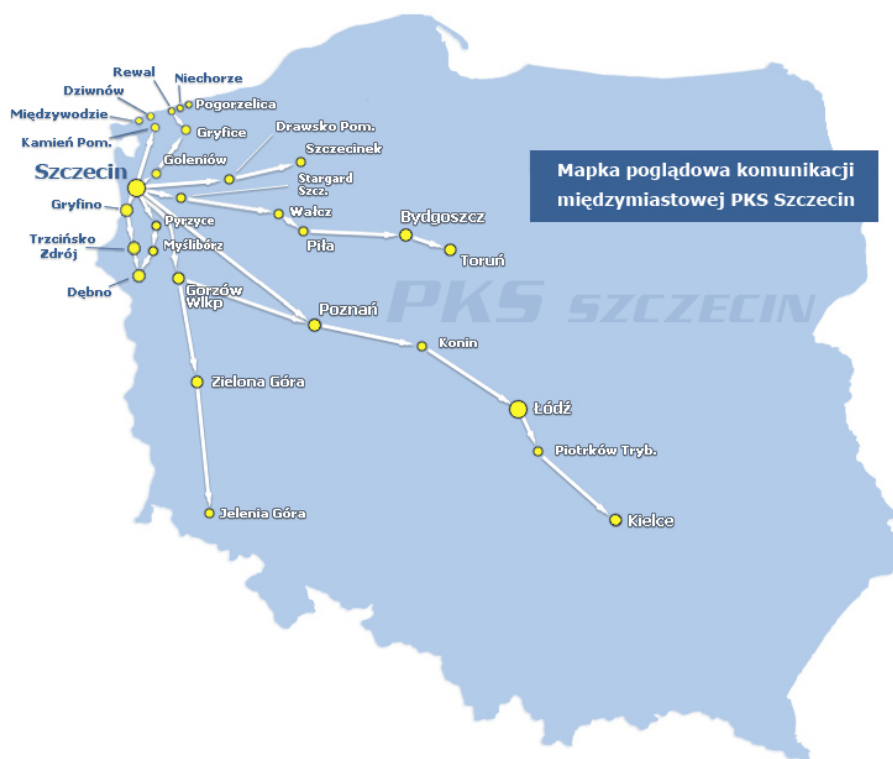 Rewal
Niechorze
Dziwnów
Pogorzelica
Międzywodzie
Kamień Pom.
Gryfice
Drawsko Pom.
Szczecinek
Goleniów
Szczecin
Stargard
Szcz.
Mapka poglądowa komunikacji
międzymiastowej PKS Szczecin
Gryfino
Pyrzyce
Wałcz
Bydgoszcz
Trzcińsko
Zdrój
Myślibórz
Piła
Toruń
Dębno
Gorzów
Wlkp
Poznań
PKS SZCZECIN
Konin
Zielona Góra
Łódź
Piotrków Tryb.
Jelenia Góra
Kielce